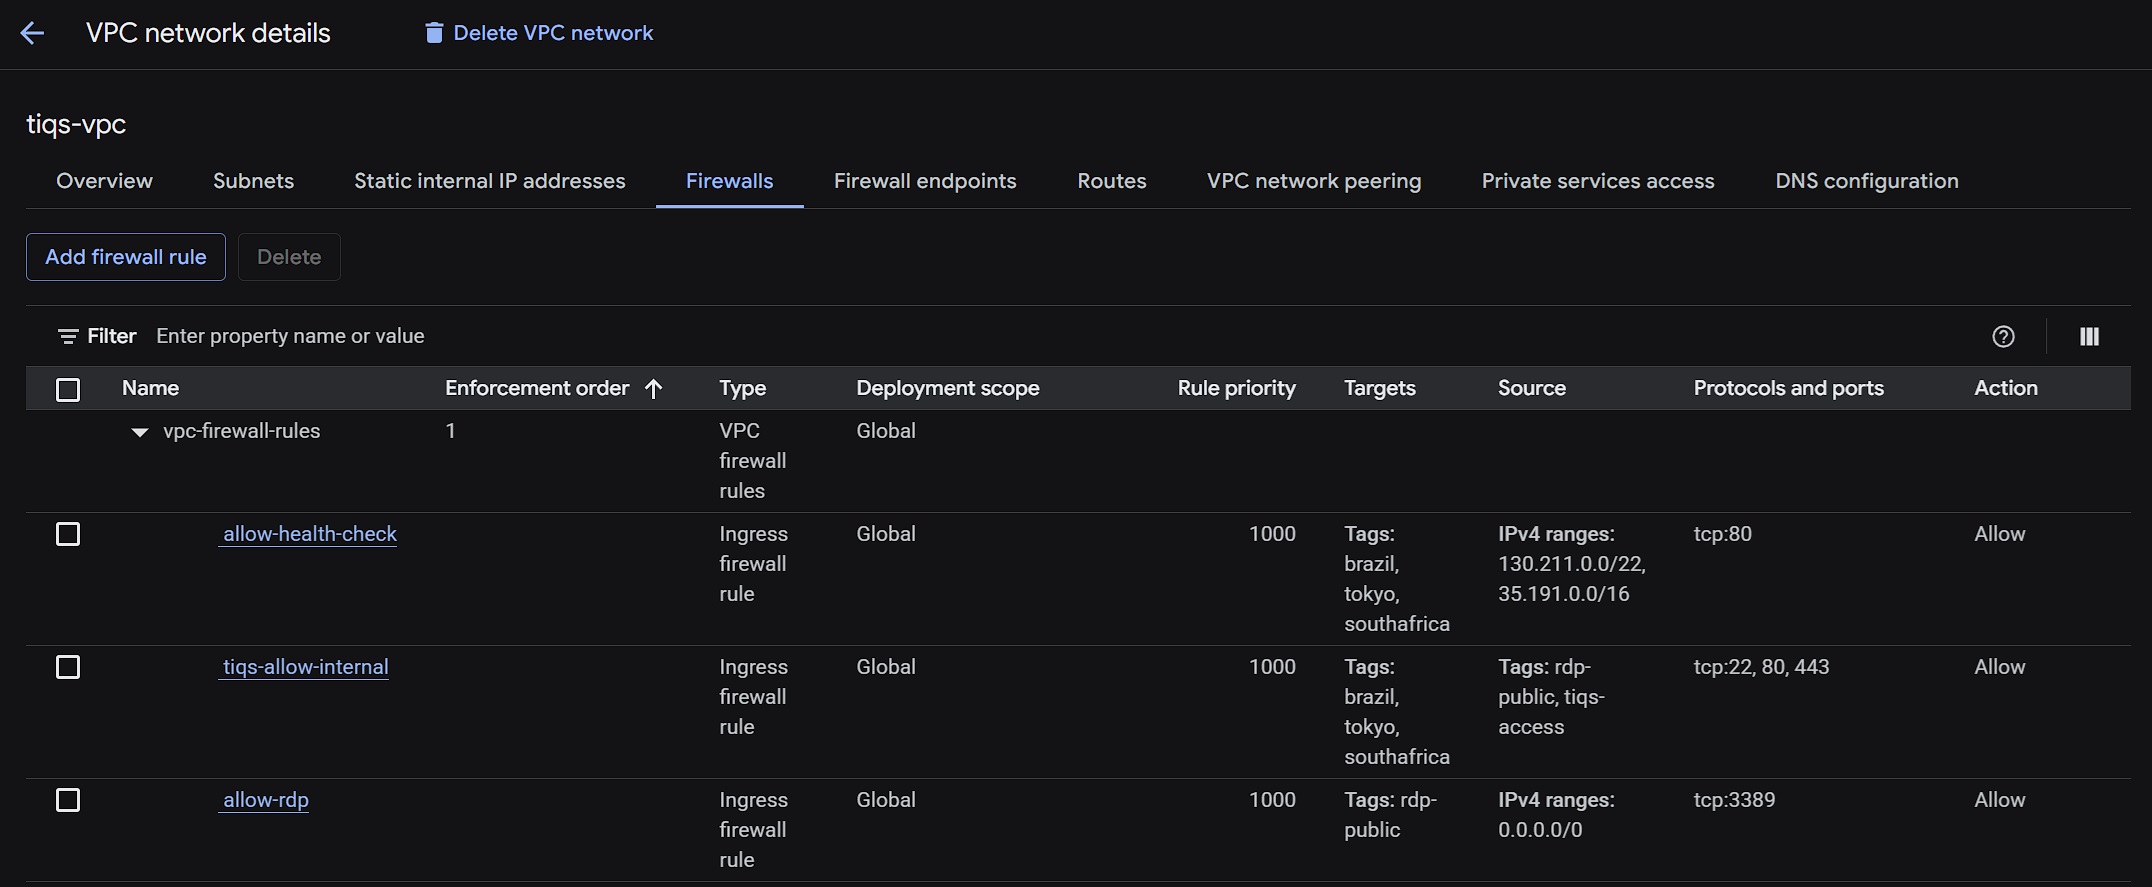 VPC network details
Delete VPC network
tiqs-vpc
Overview
Subnets
Static internal IP addresses
Firewalls
Firewall endpoints
Routes
VPC network peering
Private services access
DNS configuration
Add firewall rule
Delete
Filter
Enter property name or value
Name
Enforcement order
Type
Deployment scope
Rule priority
Targets
Source
Protocols and ports
Action
vpc-firewall-rules
1
VPC
firewall
rules
Global
allow-health-check
Ingress
firewall
rule
Global
1000
Tags:
brazil,
tokyo,
southafrica
IPv4 ranges:
130.211.0.0/22,
35.191.0.0/16
tcp:80
Allow
tiqs-allow-internal
Ingress
firewall
rule
Global
1000
Tags:
brazil,
tokyo,
southafrica
Tags: rdp-
public, tiqs-
access
tcp:22, 80, 443
Allow
allow-rdp
Ingress
firewall
rule
Global
1000
Tags: rdp-
public
IPv4 ranges:
0.0.0.0/0
tcp:3389
Allow